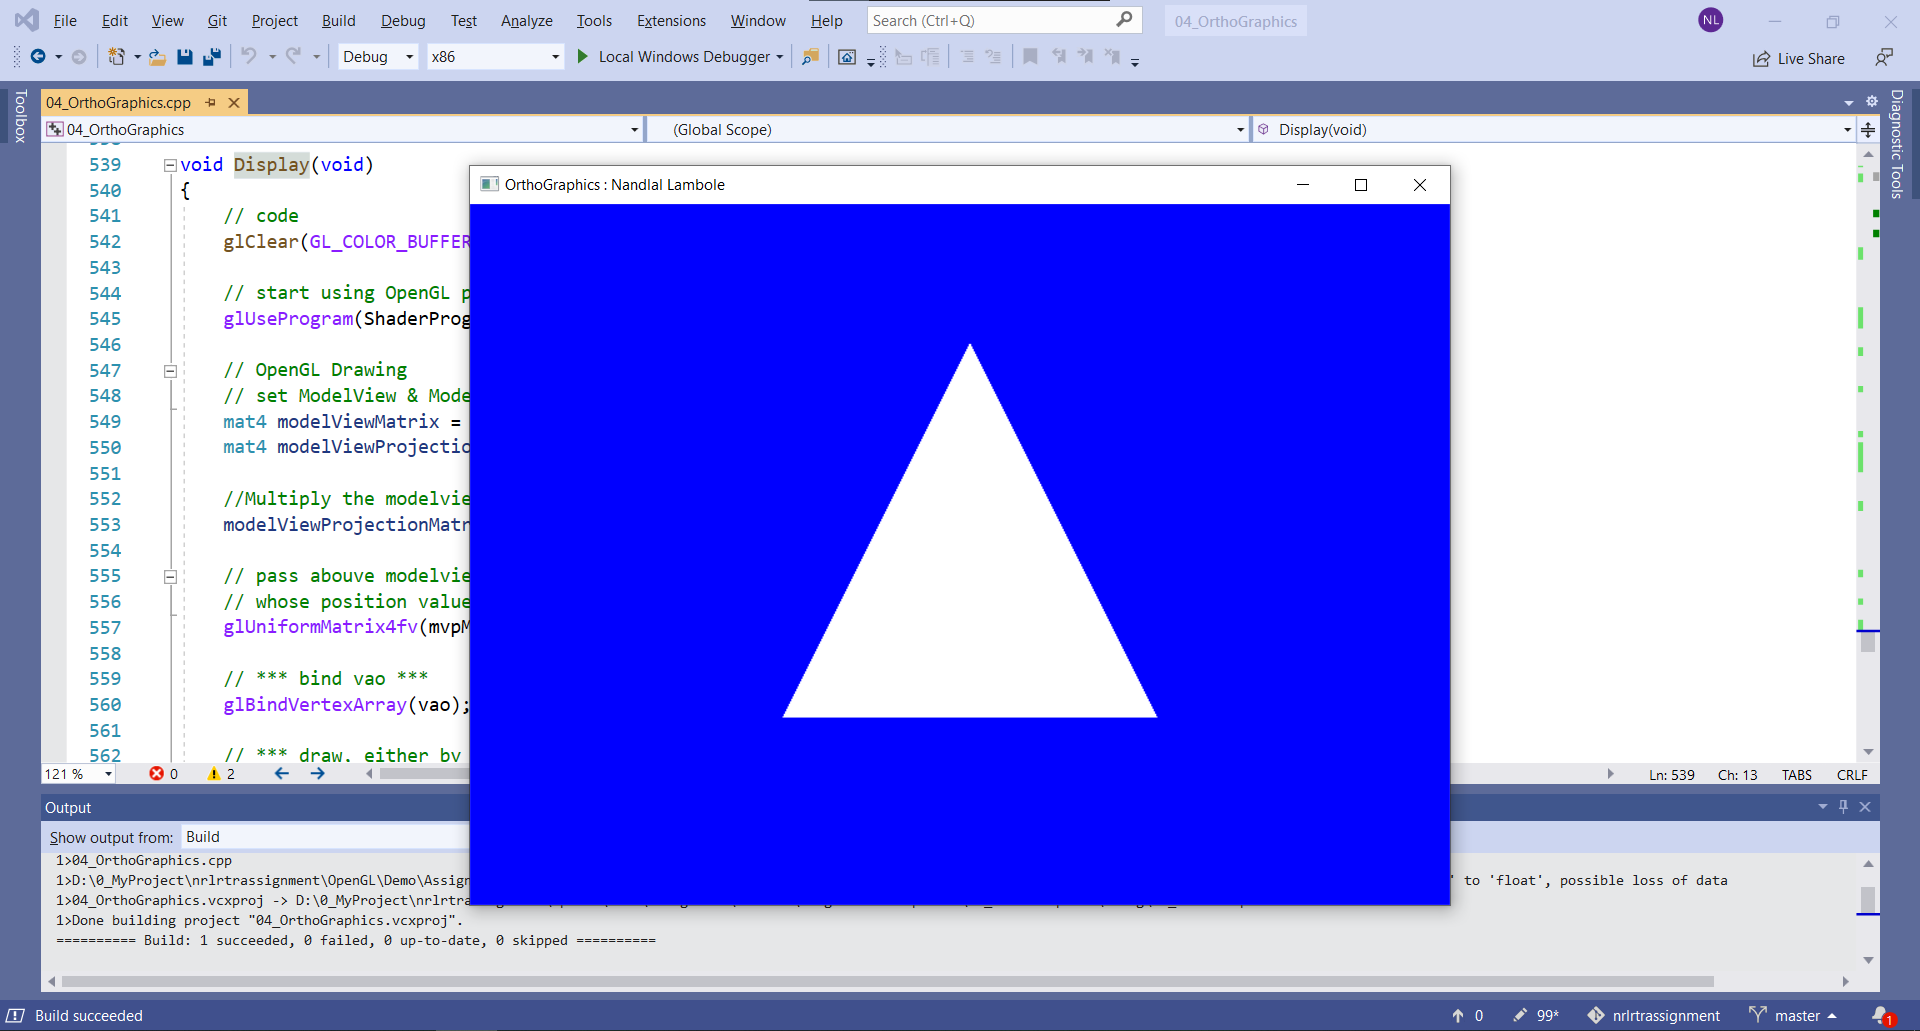 File Edit View Git Project Build Debug Test Analyze Tools Extensions Window Help Search (Ctrl+Q) 04_OrthoGraphics NL
Debug x86 Local Windows Debugger Live Share
Toolbox
04_OrthoGraphics.cpp
04_OrthoGraphics (Global Scope) Display(void)
Diagnostic Tools
539 void Display(void)
540 {
541 // code
542 glClear(GL_COLOR_BUFFER
543
544 // start using OpenGL p
545 glUseProgram(ShaderProg
546
547 // OpenGL Drawing
548 // set ModelView & Mode
549 mat4 modelViewMatrix =
550 mat4 modelViewProjectio
551
552 //Multiply the modelvie
553 modelViewProjectionMatr
554
555 // pass abouve modelvie
556 // whose position value
557 glUniformMatrix4fv(mvpM
558
559 // *** bind vao ***
560 glBindVertexArray(vao);
561
562 // *** draw, either by
OrthoGraphics : Nandlal Lambole
121 % 0 2 Ln: 539 Ch: 13 TABS CRLF
Output
Show output from: Build
1>04_OrthoGraphics.cpp
1>D:\0_MyProject\nrlrtrassignment\OpenGL\Demo\Assign ' to 'float', possible loss of data
1>04_OrthoGraphics.vcxproj -> D:\0_MyProject\nrlrtra
1>Done building project "04_OrthoGraphics.vcxproj".
========== Build: 1 succeeded, 0 failed, 0 up-to-date, 0 skipped ==========
Build succeeded 0 99* nrlrtrassignment master 1